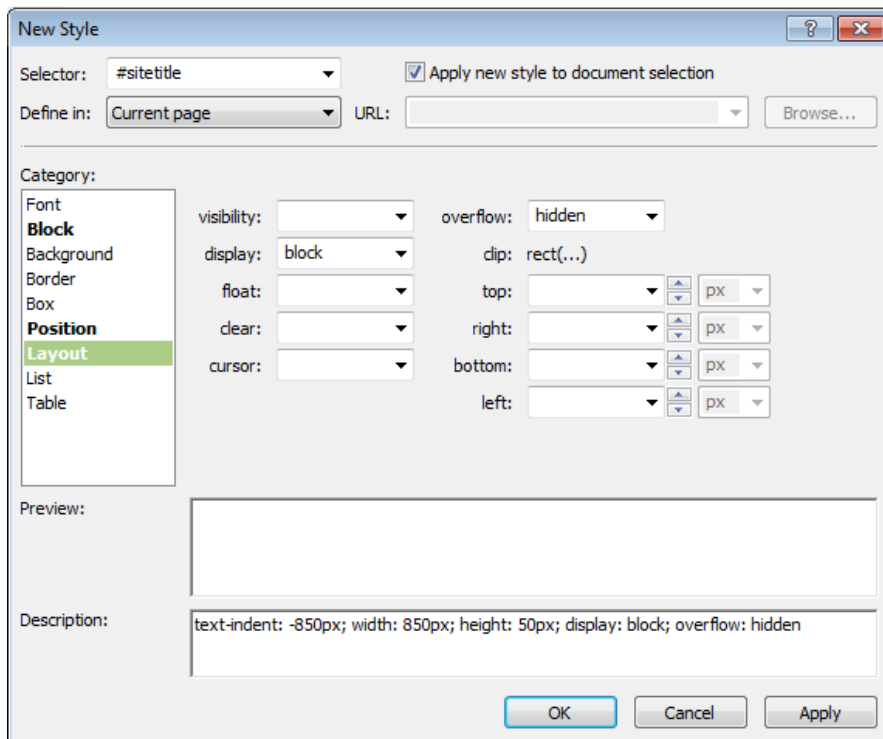 New Style
Selector: #sitetitle Apply new style to document selection
Define in: Current page URL: Browse...
Category:
Font
Block
Background
Border
Box
Position
Layout
List
Table
visibility: overflow: hidden
display: block clip: rect(...)
float: top: px
clear: right: px
cursor: bottom: px
left: px
Preview:
Description: text-indent: -850px; width: 850px; height: 50px; display: block; overflow: hidden
OK Cancel Apply